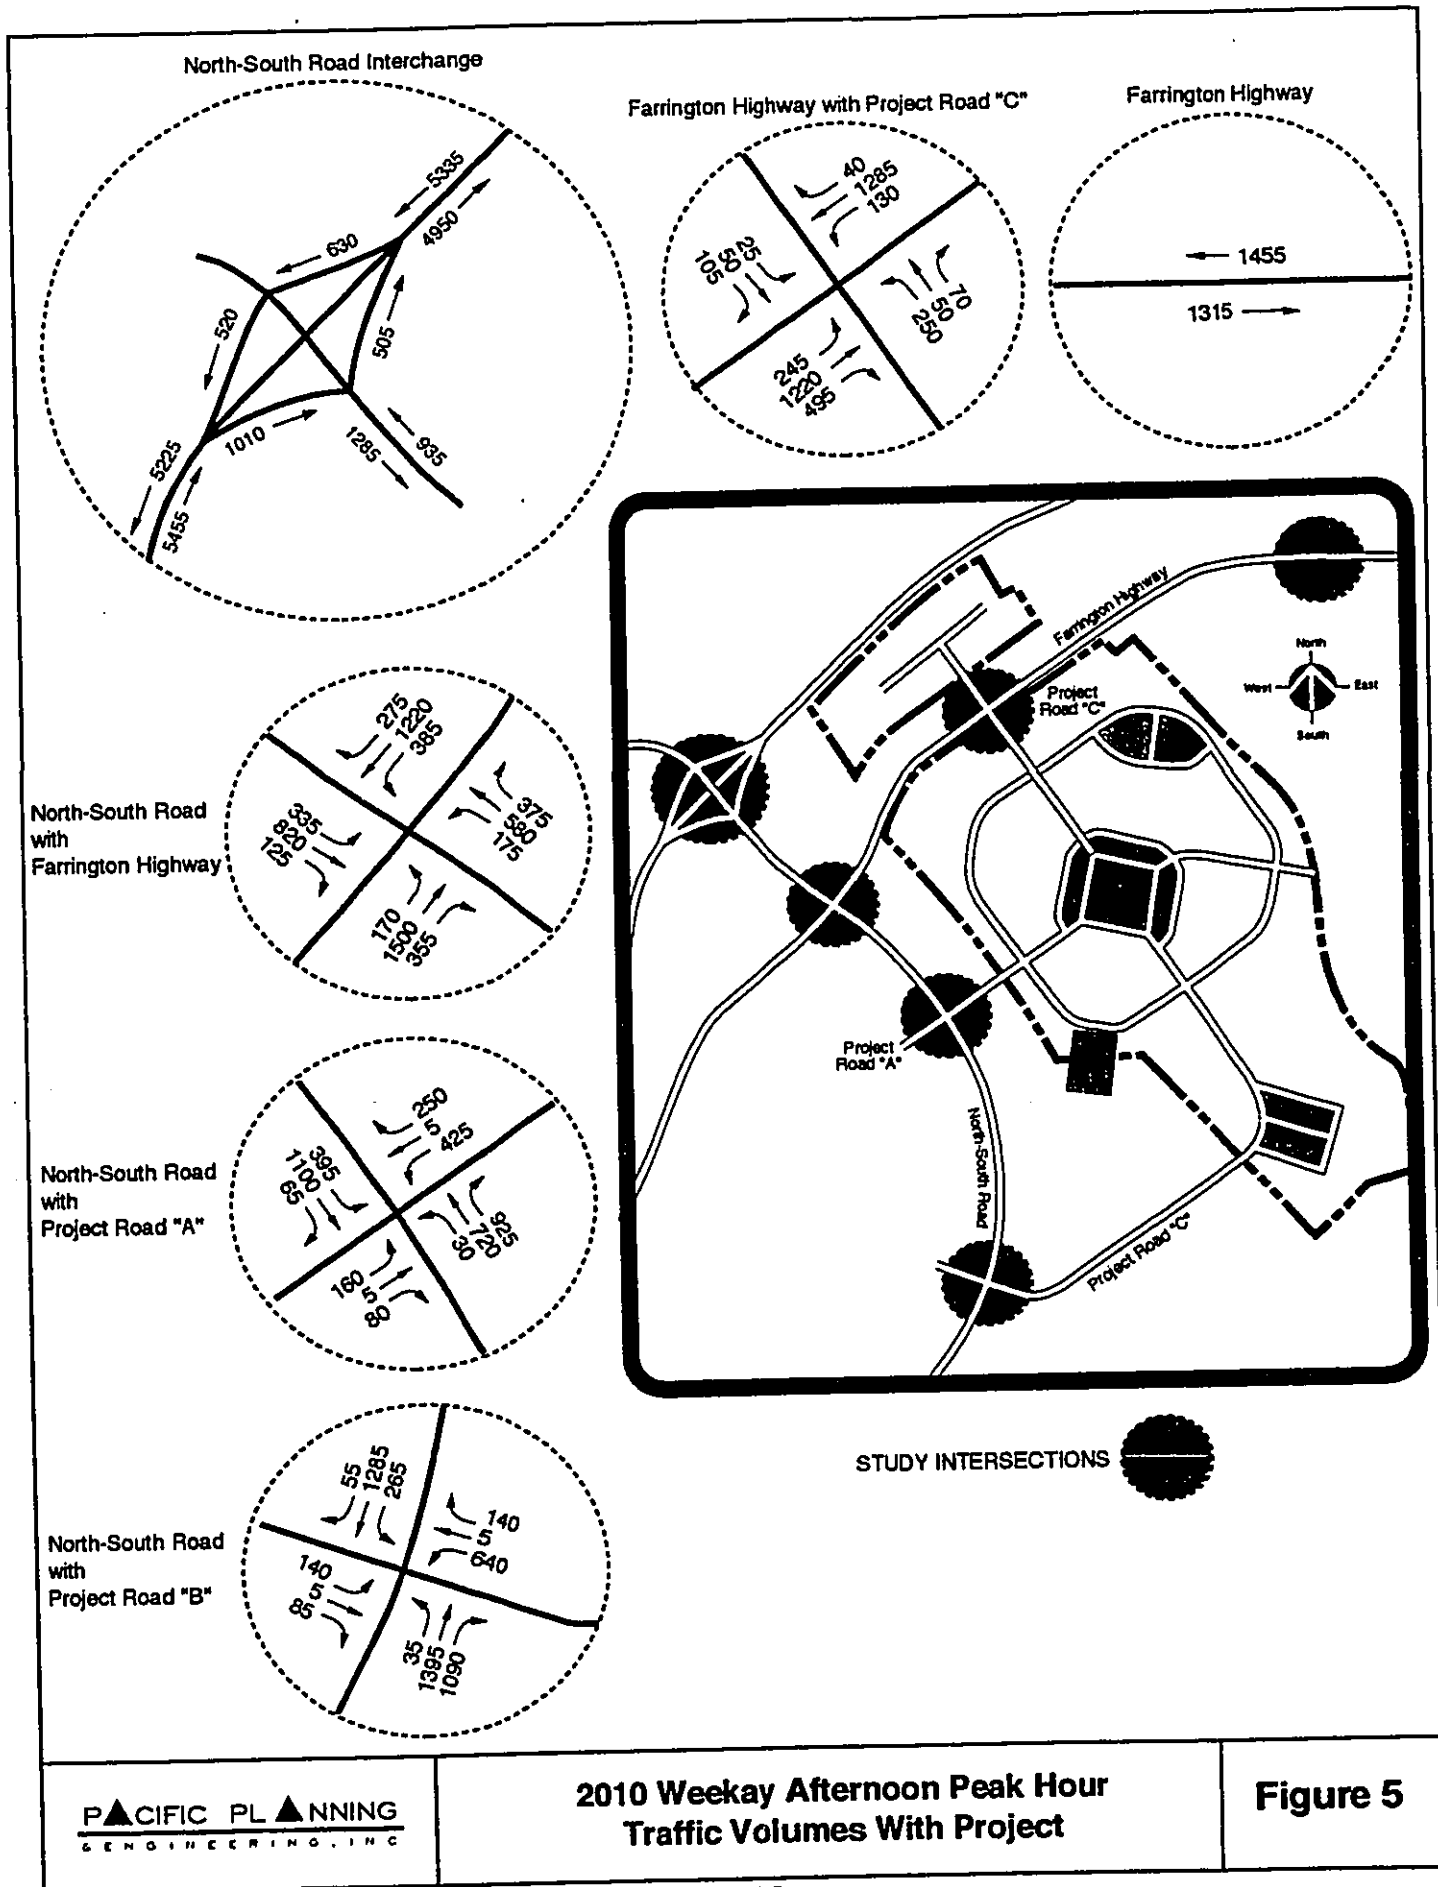 North-South Road Interchange
5335
4950
630
520
505
1010
1285
935
5225
5455
Farrington Highway with Project Road "C"
40
1285
130
25
50
105
70
50
250
245
1220
495
Farrington Highway
1455
1315
North-South Road
with
Farrington Highway
275
1220
385
335
820
125
375
580
175
170
1500
355
North-South Road
with
Project Road "A"
250
5
425
395
1100
65
925
720
30
160
5
80
North-South Road
with
Project Road "B"
55
1285
265
140
5
640
140
5
85
35
1395
1090
Farrington Highway
North
West
East
South
Project
Road "C"
Project
Road "A"
North-South Road
Project Road "C"
STUDY INTERSECTIONS
PACIFIC PLANNING
& ENGINEERING, INC
2010 Weekay Afternoon Peak Hour
Traffic Volumes With Project
Figure 5